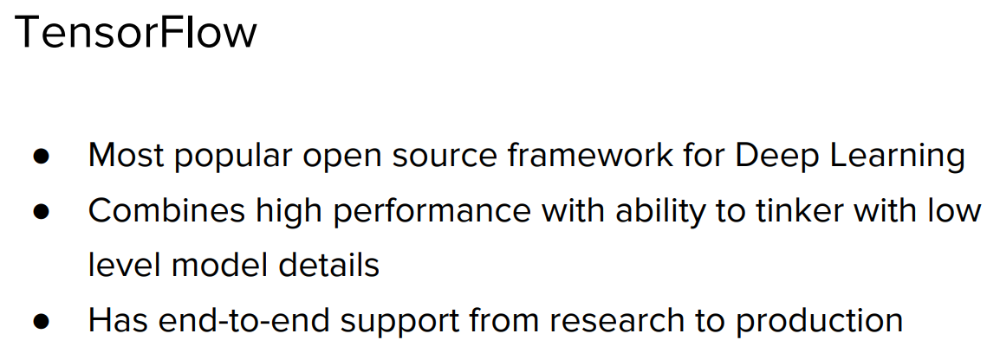 TensorFlow
● Most popular open source framework for Deep Learning
● Combines high performance with ability to tinker with low
level model details
● Has end-to-end support from research to production